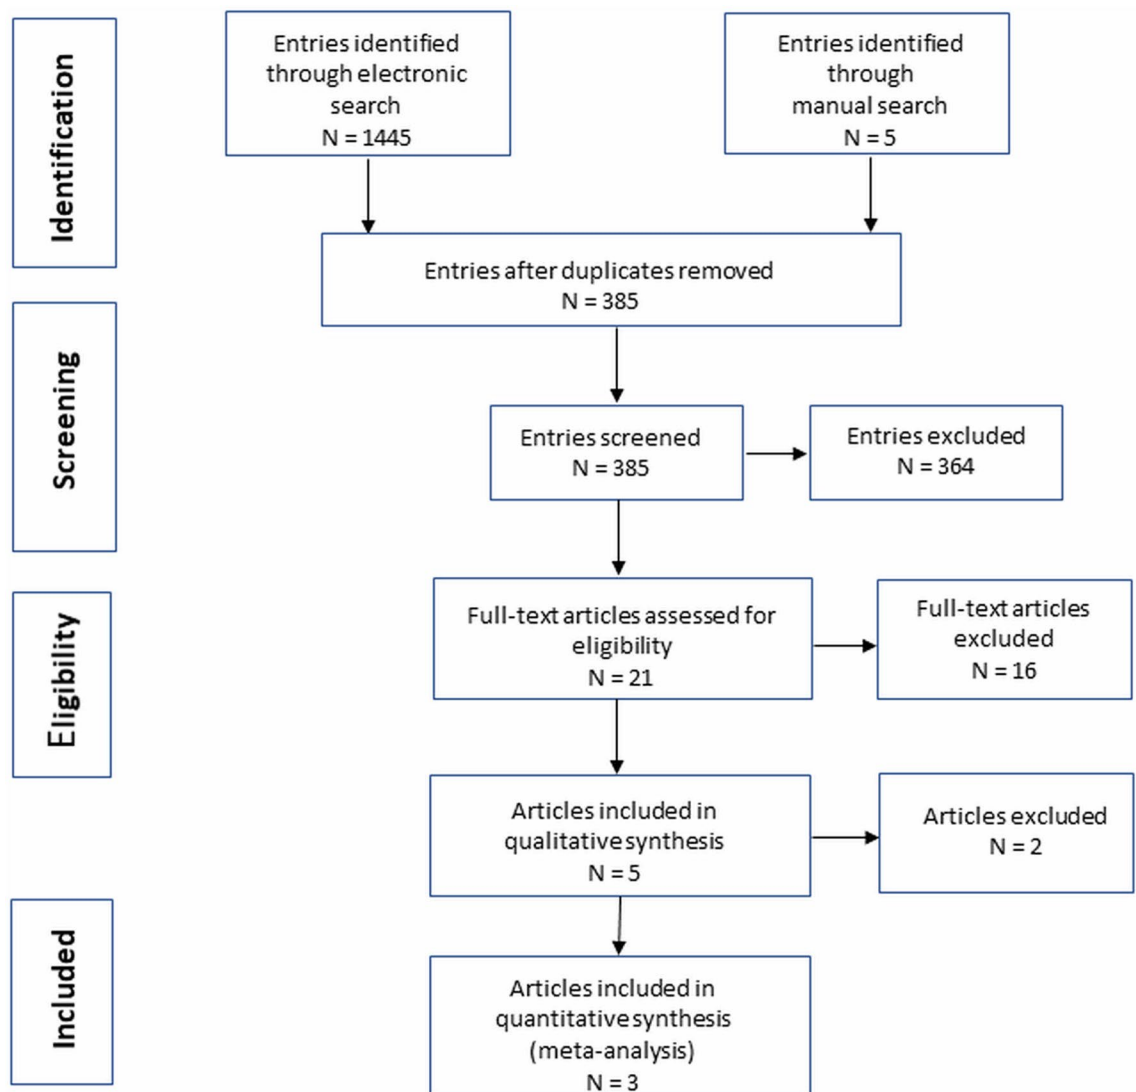 Identification
Entries identified
through electronic
search
N = 1445
Entries identified
through
manual search
N = 5
Entries after duplicates removed
N = 385
Screening
Entries screened
N = 385
Entries excluded
N = 364
Eligibility
Full-text articles assessed for
eligibility
N = 21
Full-text articles
excluded
N = 16
Articles included in
qualitative synthesis
N = 5
Articles excluded
N = 2
Included
Articles included in
quantitative synthesis
(meta-analysis)
N = 3